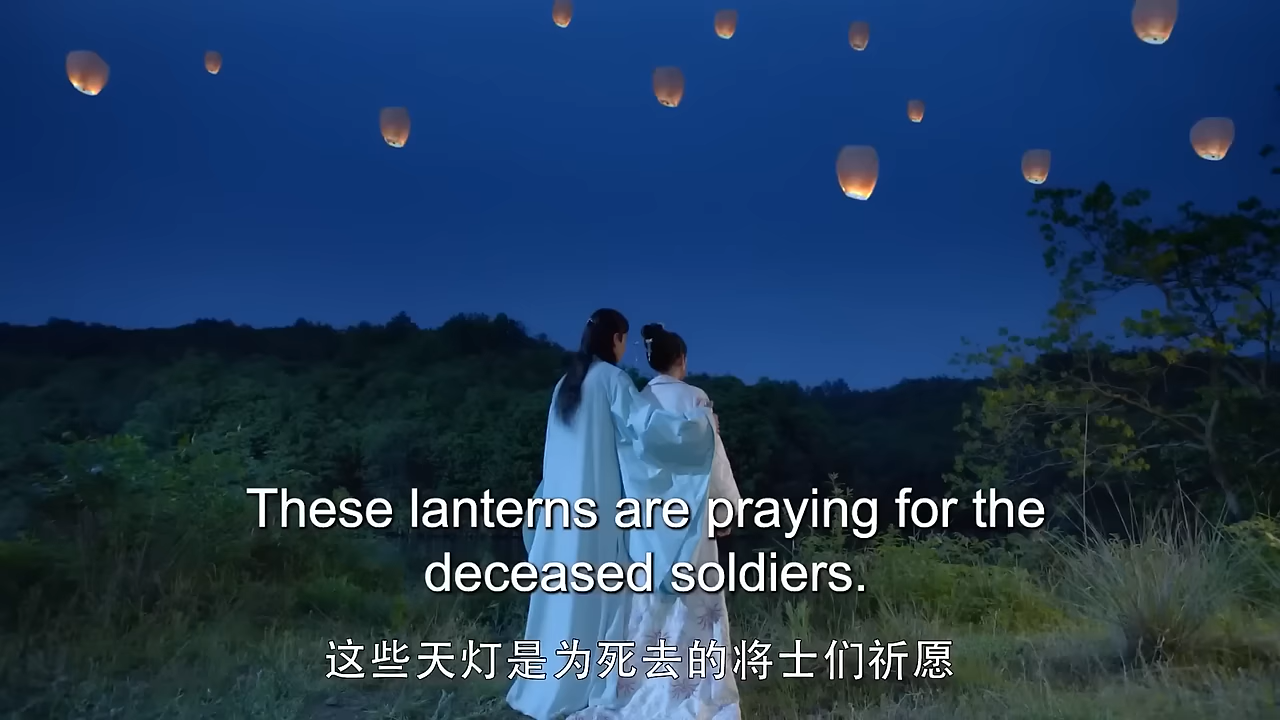 These lanterns are praying for the
deceased soldiers.
这些天灯是为死去的将士们祈愿